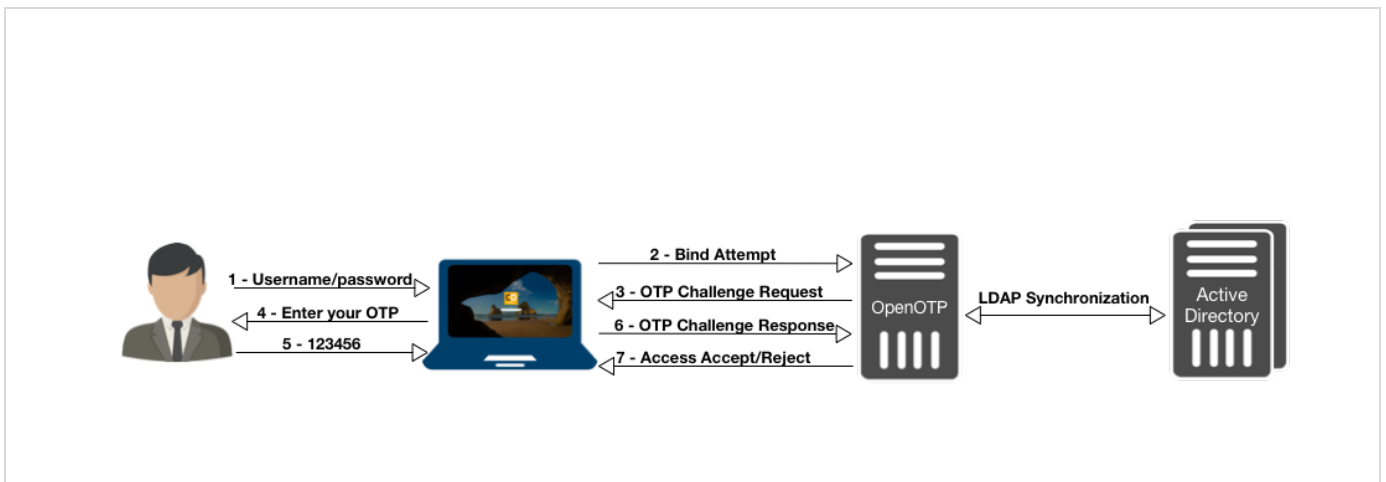 1 - Username/password
4 - Enter your OTP
5 - 123456
2 - Bind Attempt
3 - OTP Challenge Request
6 - OTP Challenge Response
7 - Access Accept/Reject
OpenOTP
LDAP Synchronization
Active
Directory